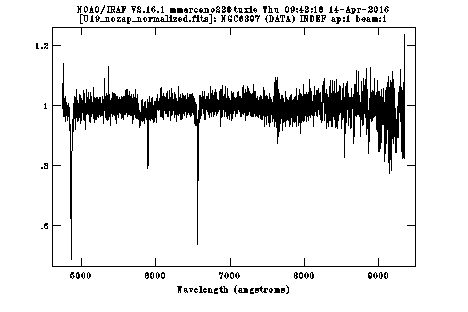 NOAO/IRAF V2.16.1 mmarceno228@tuxie Thu 09:42:18 14-Apr-2016
[U19_nozap_normalized.fits]: NGC6397 (DATA) INDEF ap:1 beam:1
1.2
1
.8
.6
5000 6000 7000 8000 9000
Wavelength (angstroms)